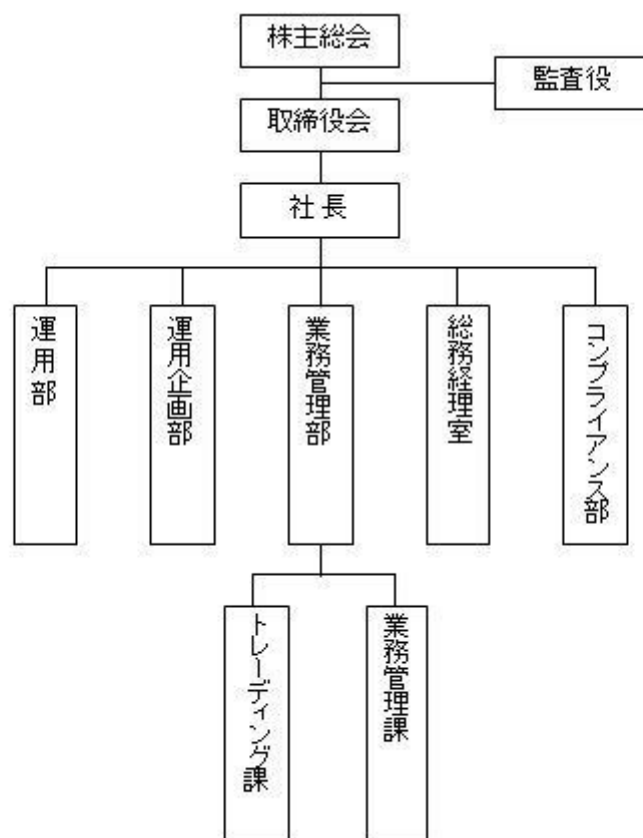 株主総会
監査役
取締役会
社長
運用部
運用企画部
業務管理部
総務経理室
コンプライアンス部
トレーディング課
業務管理課